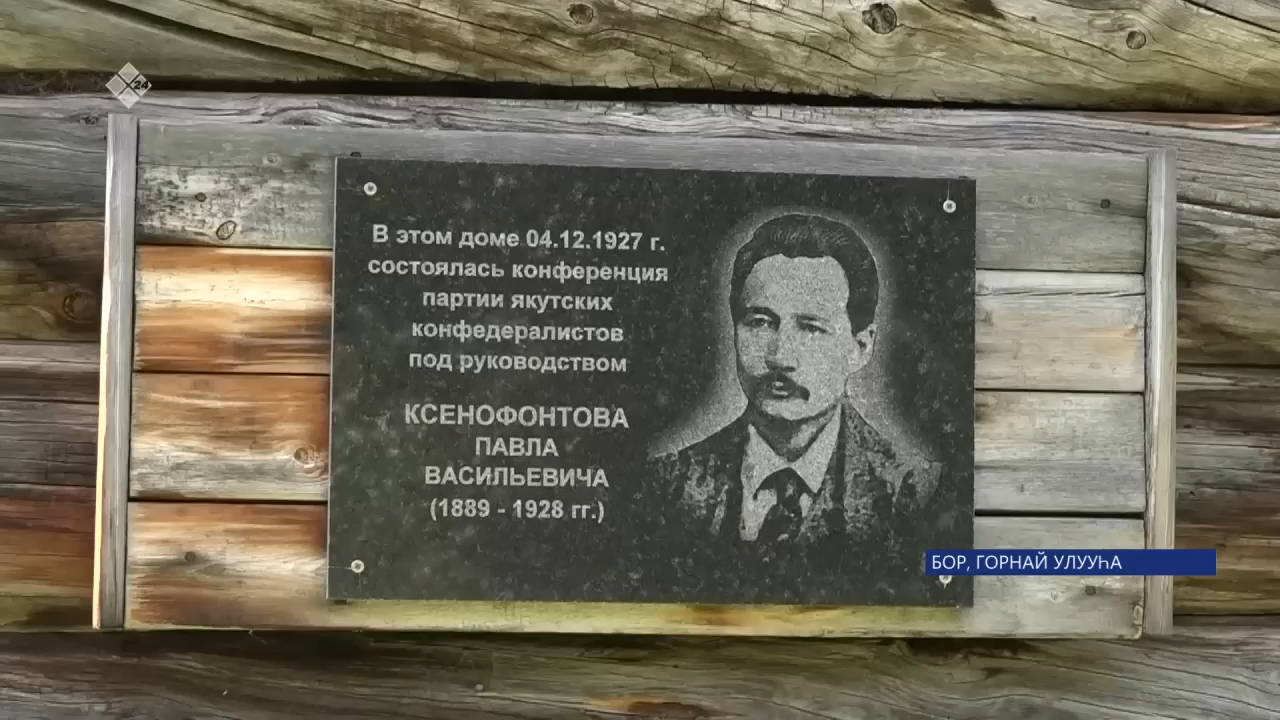 Х24
В этом доме 04.12.1927 г.
состоялась конференция
партии якутских
конфедералистов
под руководством
КСЕНОФОНТОВА
ПАВЛА
ВАСИЛЬЕВИЧА
(1889 - 1928 гг.)
БОР, ГОРНАЙ УЛУУҺА